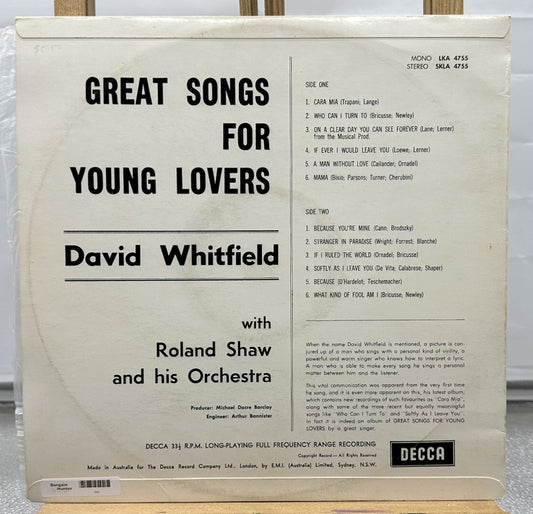 MONO LKA 4755
STEREO SKLA 4755
GREAT SONGS
FOR
YOUNG LOVERS
David Whitfield
with
Roland Shaw
and his Orchestra
Producer: Michael Dacre Barclay
Engineer: Arthur Bannister
SIDE ONE
1. CARA MIA (Trapani; Lange)
2. WHO CAN I TURN TO (Bricusse; Newley)
3. ON A CLEAR DAY YOU CAN SEE FOREVER (Lane; Lerner)
from the Musical Prod.
4. IF EVER I WOULD LEAVE YOU (Loewe; Lerner)
5. A MAN WITHOUT LOVE (Cailander; Ornadel)
6. MAMA (Bixio; Parsons; Turner; Cherubini)
SIDE TWO
1. BECAUSE YOU'RE MINE (Cahn; Brodszky)
2. STRANGER IN PARADISE (Wright; Forrest; Blanche)
3. IF I RULED THE WORLD (Ornadel; Bricusse)
4. SOFTLY AS I LEAVE YOU (De Vita; Calabrese; Shaper)
5. BECAUSE (D'Hardelot; Teschemacher)
6. WHAT KIND OF FOOL AM I (Bricusse; Newley)
When the name David Whitfield is mentioned, a picture is con-
jured up of a man who sings with a personal kind of virility, a
powerful and warm singer who knows how to interpret a lyric.
A man who is able to make every song he sings a personal
matter between him and the listener.
This vital communication was apparent from the very first time
he sang, and it is even more apparent on this, his latest album,
which contains new recordings of such favourites as "Cara Mia",
along with some of the more recent but equally meaningful
songs like "Who Can I Turn To" and "Softly As I Leave You".
In fact it is indeed an album of GREAT SONGS FOR YOUNG
LOVERS by a great singer.
DECCA 33⅓ R.P.M. LONG-PLAYING FULL FREQUENCY RANGE RECORDING
Copyright Record — All Rights Reserved
Made in Australia for The Decca Record Company Ltd., London, by E.M.I. (Australia) Limited, Sydney, N.S.W.
DECCA
Bargain
Hunter